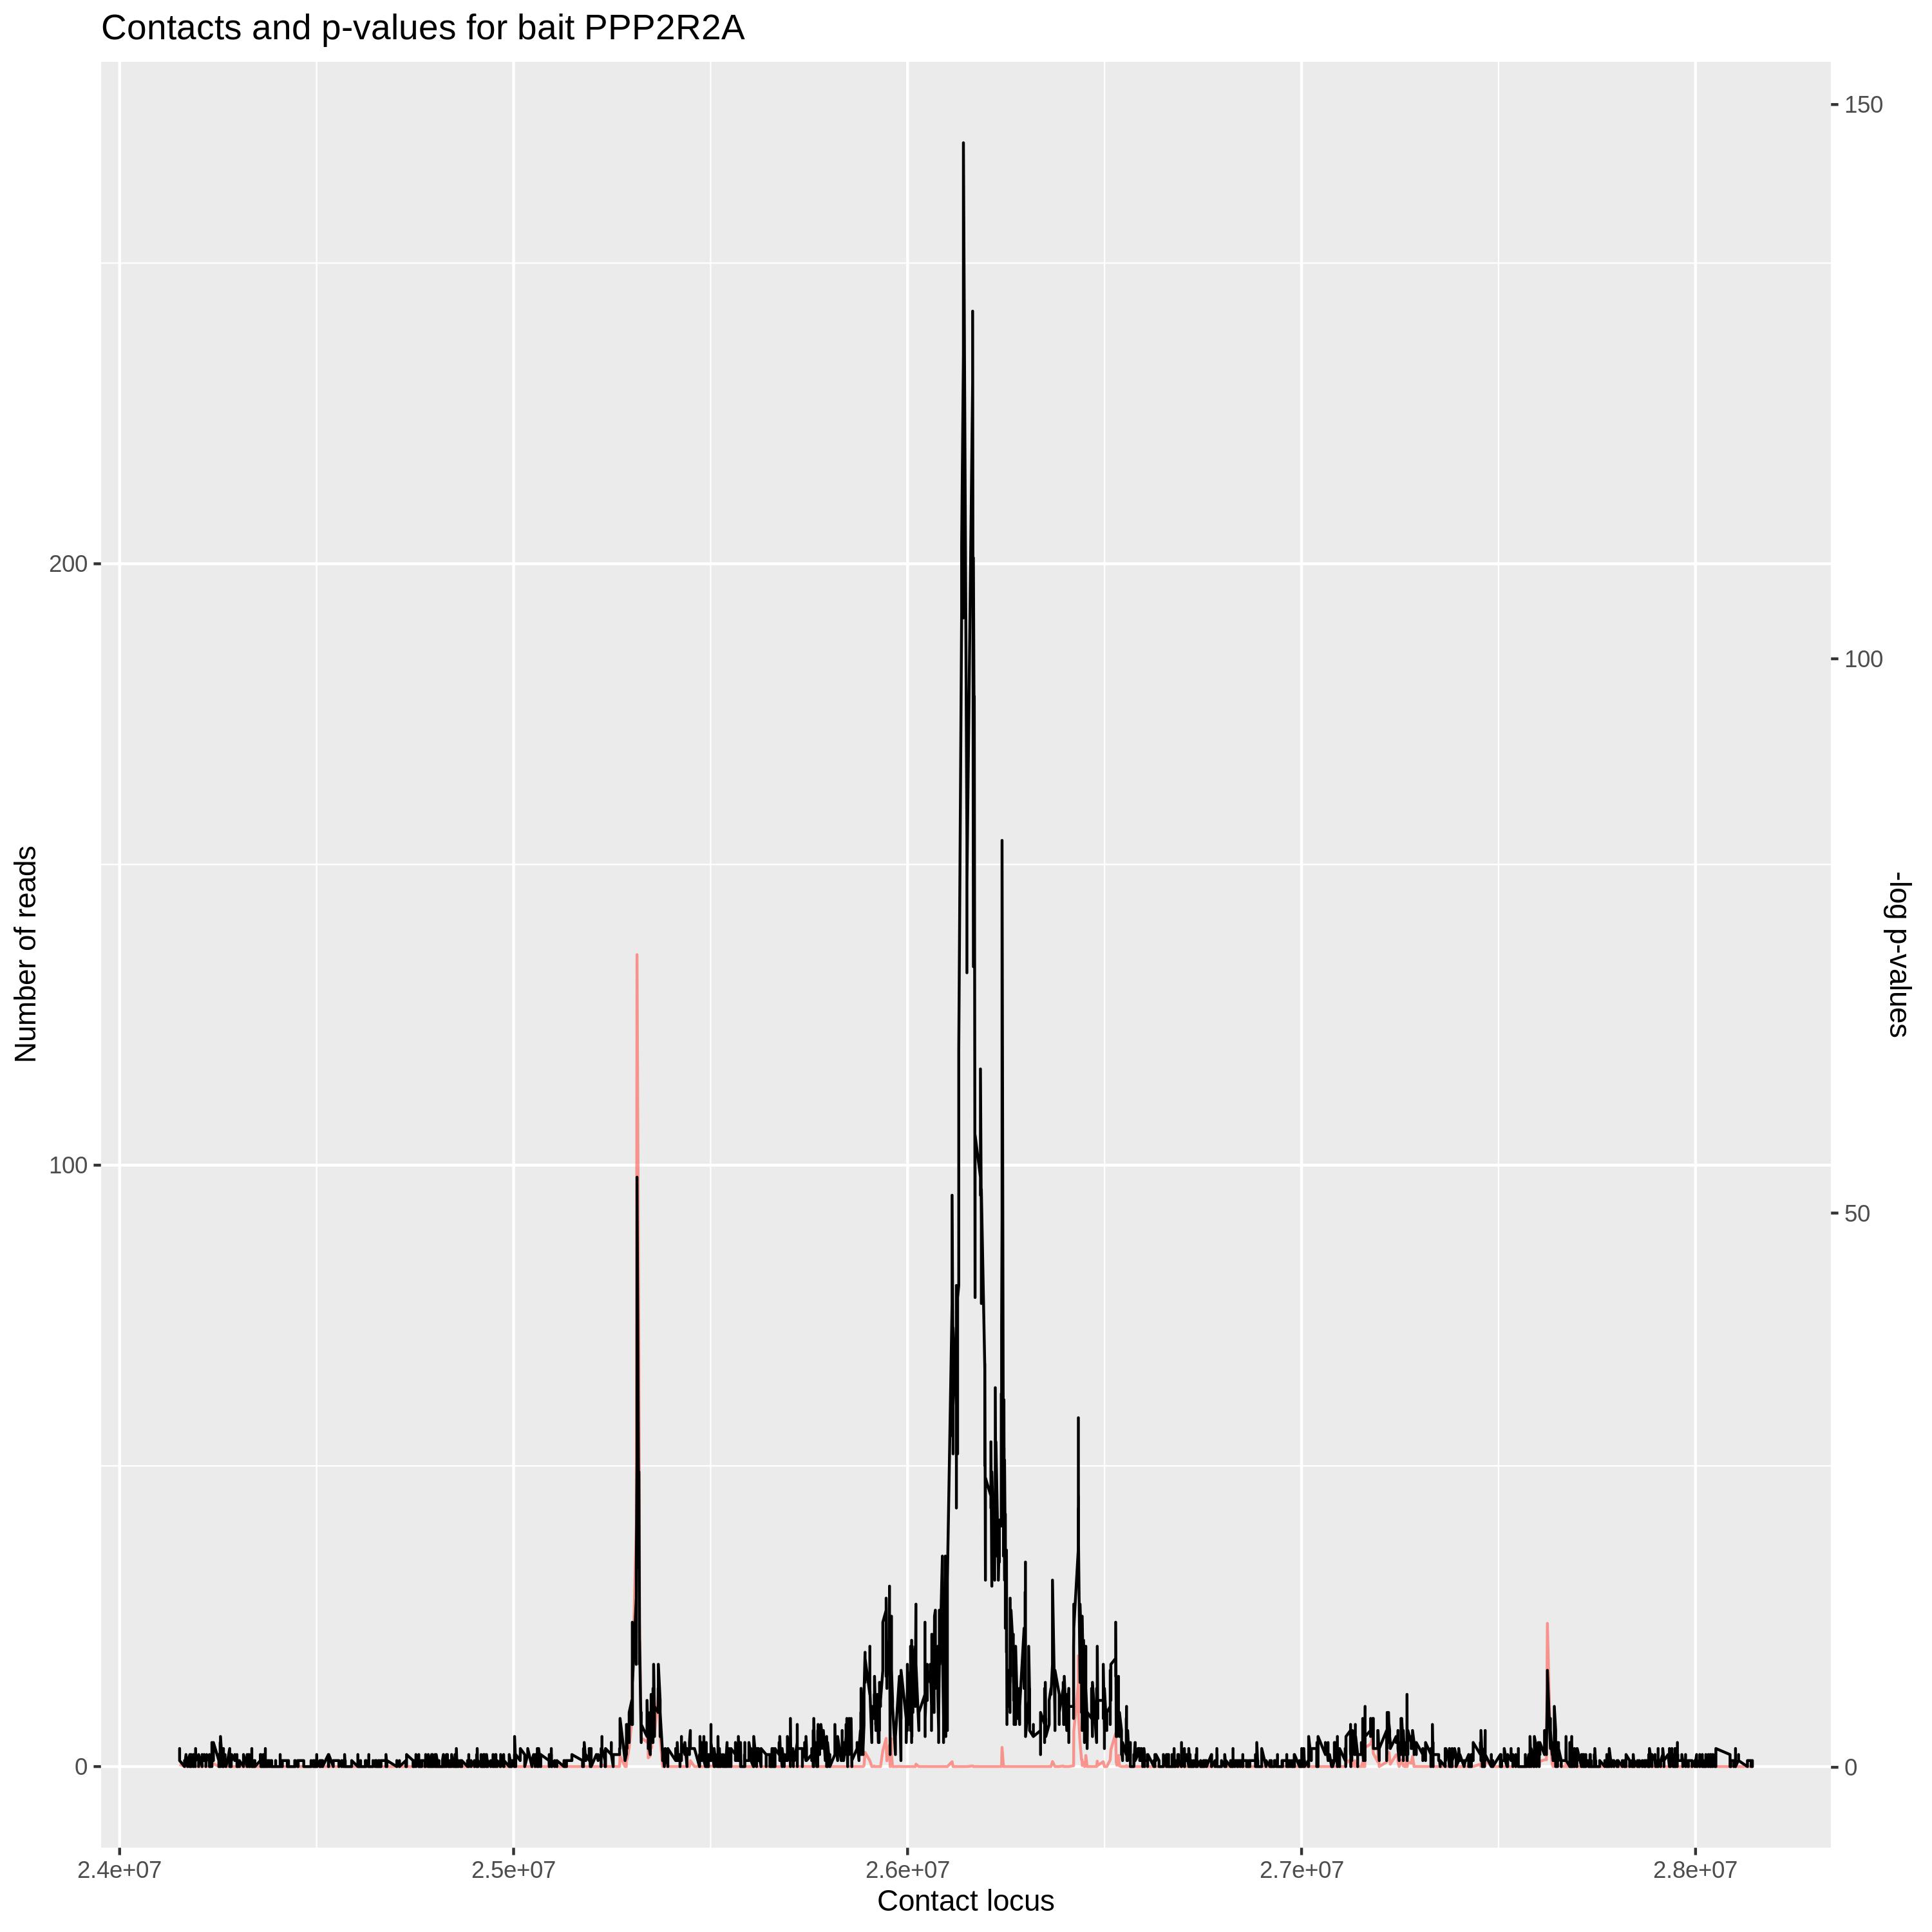 Contacts and p-values for bait PPP2R2A
150
200
100
100
50
0
0
Number of reads
-log p-values
2.4e+07
2.5e+07
2.6e+07
2.7e+07
2.8e+07
Contact locus